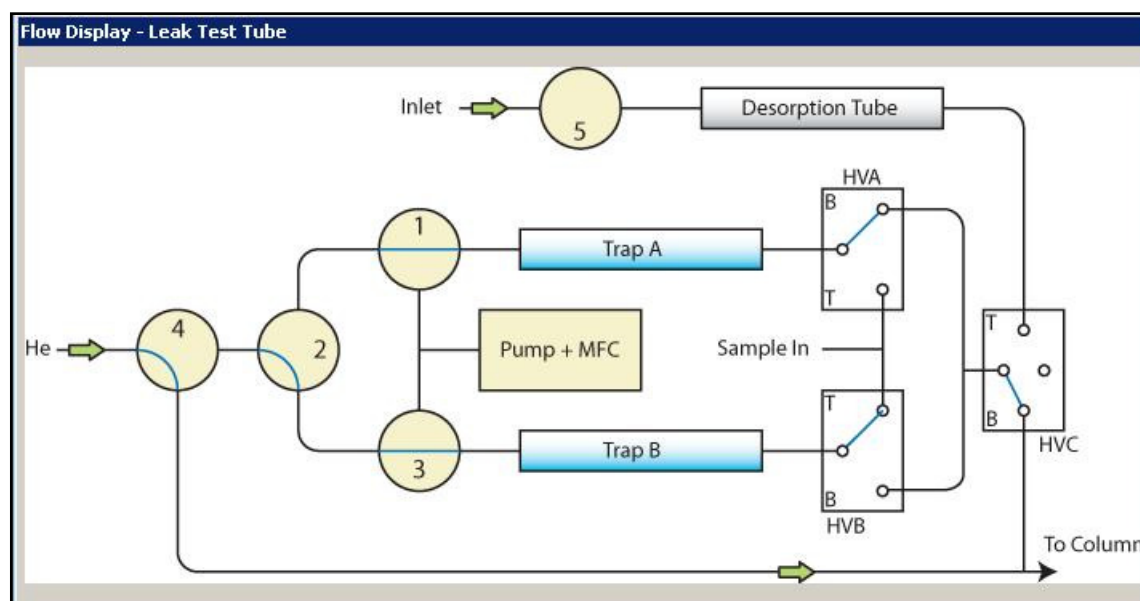 Flow Display - Leak Test Tube
Inlet
5
Desorption Tube
HVA
B
1
Trap A
T
4
He
2
Pump + MFC
Sample In
T
T
3
Trap B
B
B
HVC
HVB
To Column